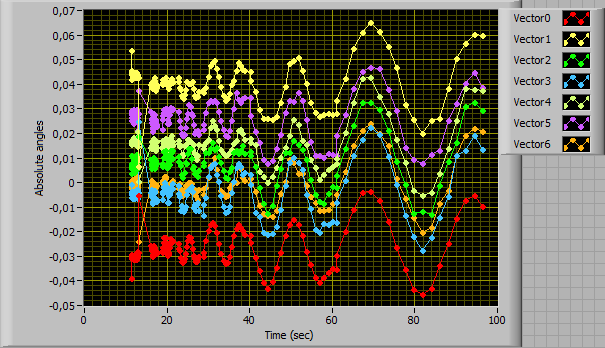 0,07
0,06
0,05
0,04
0,03
0,02
0,01
0
-0,01
-0,02
-0,03
-0,04
-0,05
Absolute angles
0 20 40 60 80 100
Time (sec)
Vector0
Vector1
Vector2
Vector3
Vector4
Vector5
Vector6